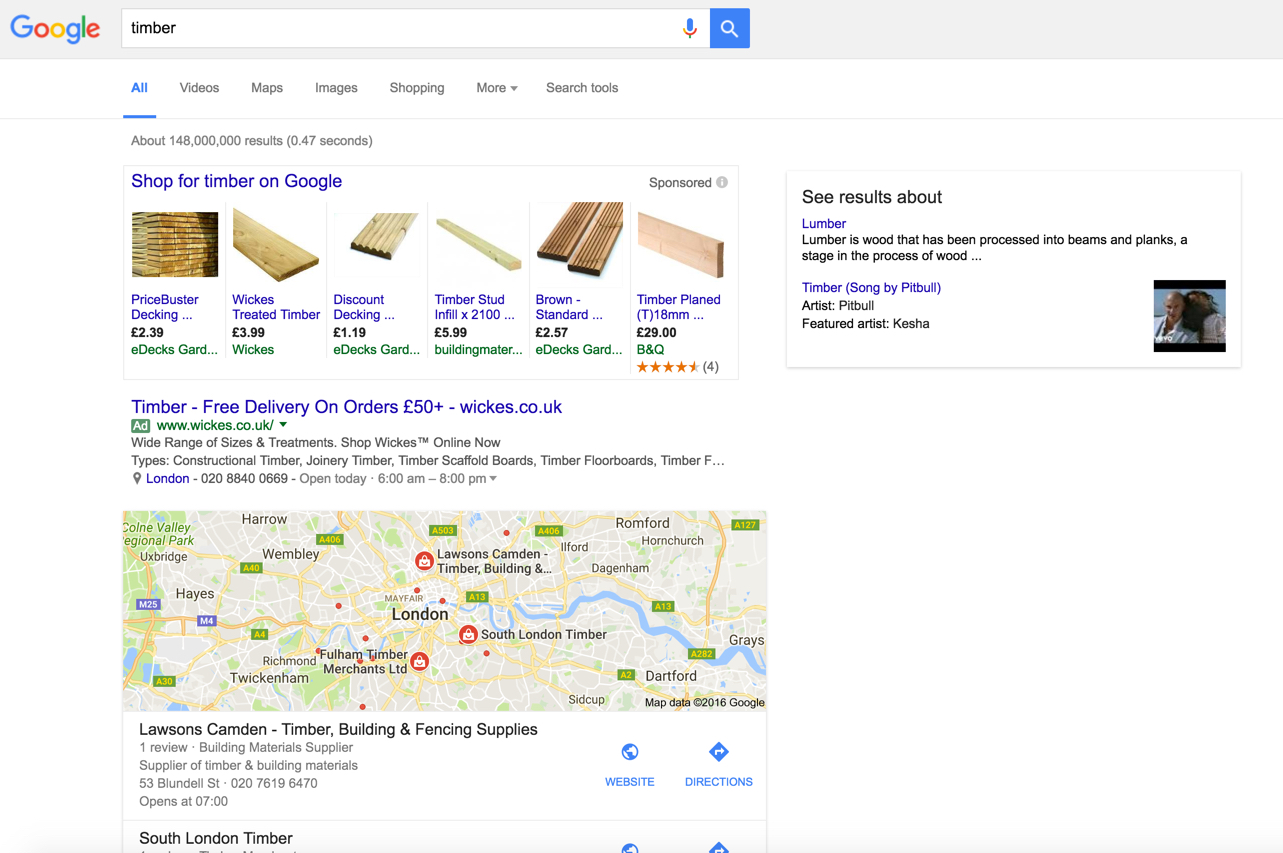 Google
timber
All Videos Maps Images Shopping More Search tools
About 148,000,000 results (0.47 seconds)
Shop for timber on Google
Sponsored
PriceBuster
Decking ...
£2.39
eDecks Gard...
Wickes
Treated Timber
£3.99
Wickes
Discount
Decking ...
£1.19
eDecks Gard...
Timber Stud
Infill x 2100 ...
£5.99
buildingmater...
Brown -
Standard ...
£2.57
eDecks Gard...
Timber Planed
(T)18mm ...
£29.00
B&Q
(4)
Timber - Free Delivery On Orders £50+ - wickes.co.uk
Ad www.wickes.co.uk/
Wide Range of Sizes & Treatments. Shop Wickes™ Online Now
Types: Constructional Timber, Joinery Timber, Timber Scaffold Boards, Timber Floorboards, Timber F…
London - 020 8840 0669 - Open today · 6:00 am – 8:00 pm
Colne Valley
egional Park
Uxbridge
Harrow
A406
Wembley
A40
A503
A406
Romford
A127
Ilford
Hornchurch
Lawsons Camden -
Timber, Building &...
Dagenham
Hayes
M25
M4
MAYFAIR
A13
London
A13
A4
South London Timber
Grays
Richmond
Fulham Timber
Merchants Ltd
A282
Twickenham
A30
A2
Dartford
Sidcup
Map data ©2016 Google
Lawsons Camden - Timber, Building & Fencing Supplies
1 review · Building Materials Supplier
Supplier of timber & building materials
53 Blundell St · 020 7619 6470
Opens at 07:00
WEBSITE
DIRECTIONS
South London Timber
See results about
Lumber
Lumber is wood that has been processed into beams and planks, a
stage in the process of wood ...
Timber (Song by Pitbull)
Artist: Pitbull
Featured artist: Kesha
vevo